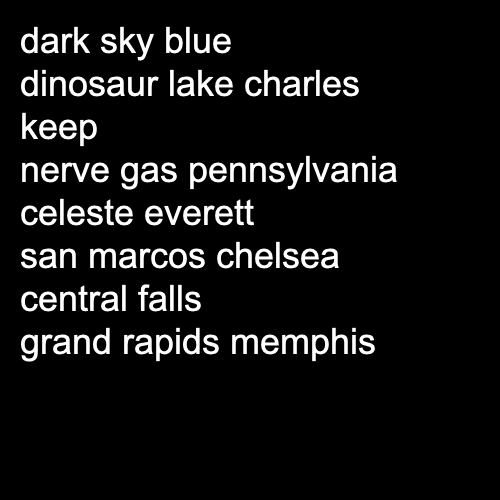 dark sky blue
dinosaur lake charles
keep
nerve gas pennsylvania
celeste everett
san marcos chelsea
central falls
grand rapids memphis